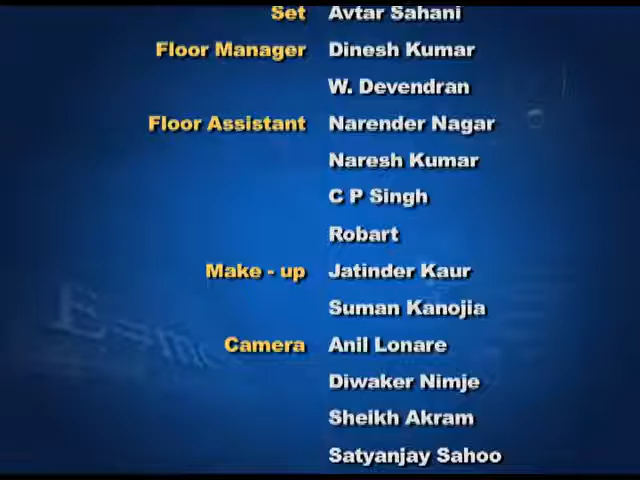 Set Avtar Sahani
Floor Manager Dinesh Kumar
W. Devendran
Floor Assistant Narender Nagar
Naresh Kumar
C P Singh
Robart
Make - up Jatinder Kaur
Suman Kanojia
Camera Anil Lonare
Diwaker Nimje
Sheikh Akram
Satyanjay Sahoo
E=mc